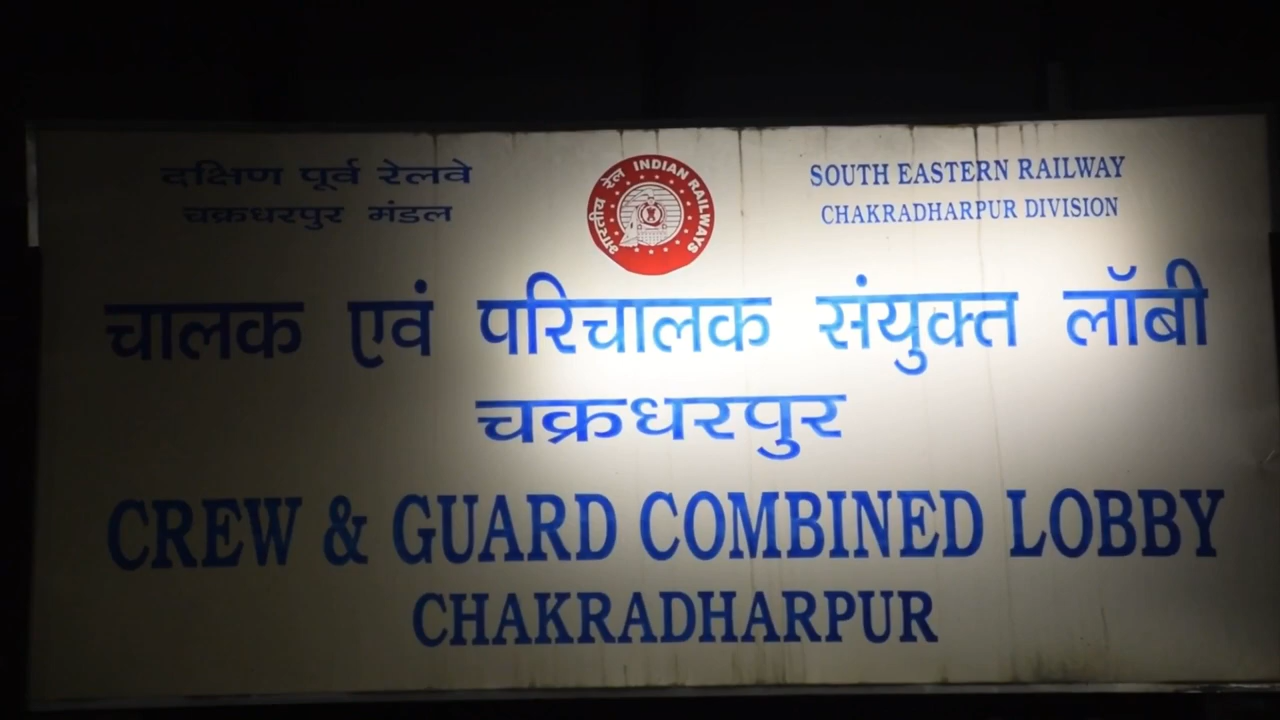 दक्षिण पूर्व रेलवे
चक्रधरपुर मंडल
भारतीय रेल INDIAN RAILWAYS
SOUTH EASTERN RAILWAY
CHAKRADHARPUR DIVISION
चालक एवं परिचालक संयुक्त लॉबी
चक्रधरपुर
CREW & GUARD COMBINED LOBBY
CHAKRADHARPUR